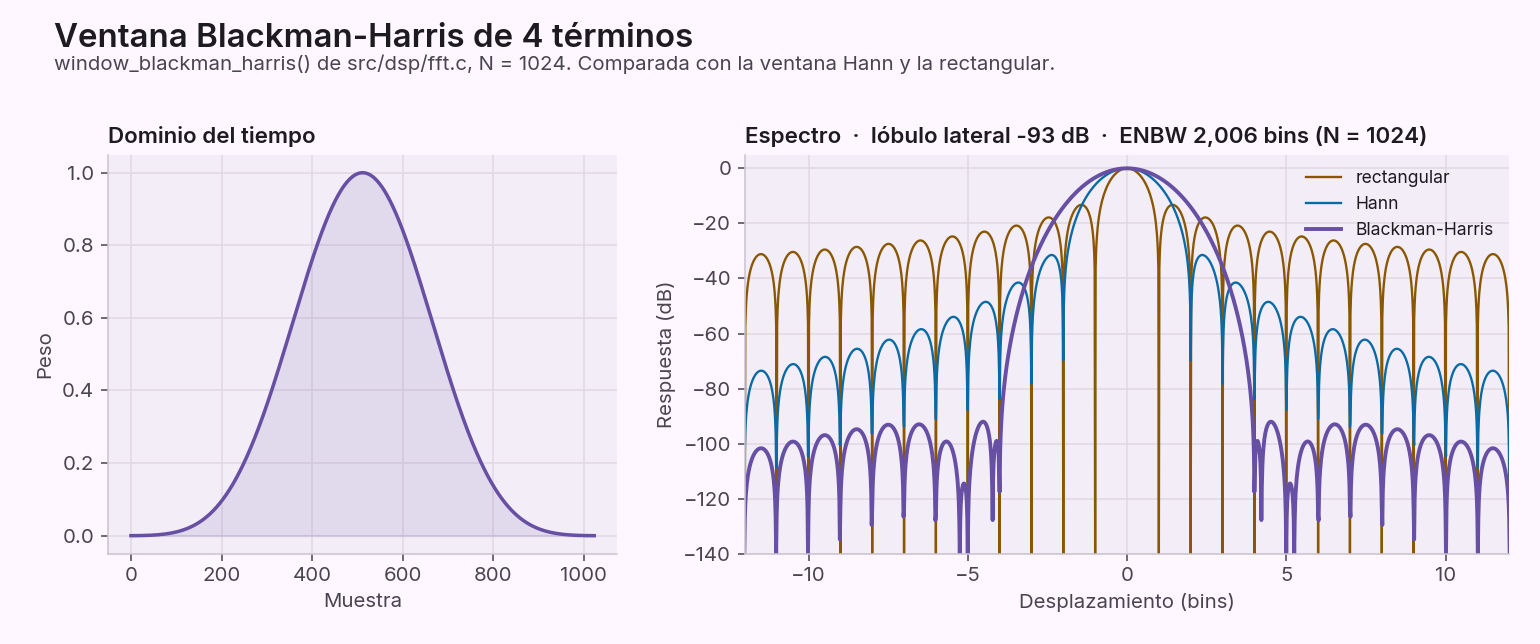 Ventana Blackman-Harris de 4 términos
window_blackman_harris() de src/dsp/fft.c, N = 1024. Comparada con la ventana Hann y la rectangular.
Dominio del tiempo
1.0
0.8
0.6
0.4
0.2
0.0
Peso
0 200 400 600 800 1000
Muestra
Espectro · lóbulo lateral -93 dB · ENBW 2,006 bins (N = 1024)
0
−20
−40
−60
−80
−100
−120
−140
Respuesta (dB)
rectangular
Hann
Blackman-Harris
−10 −5 0 5 10
Desplazamiento (bins)